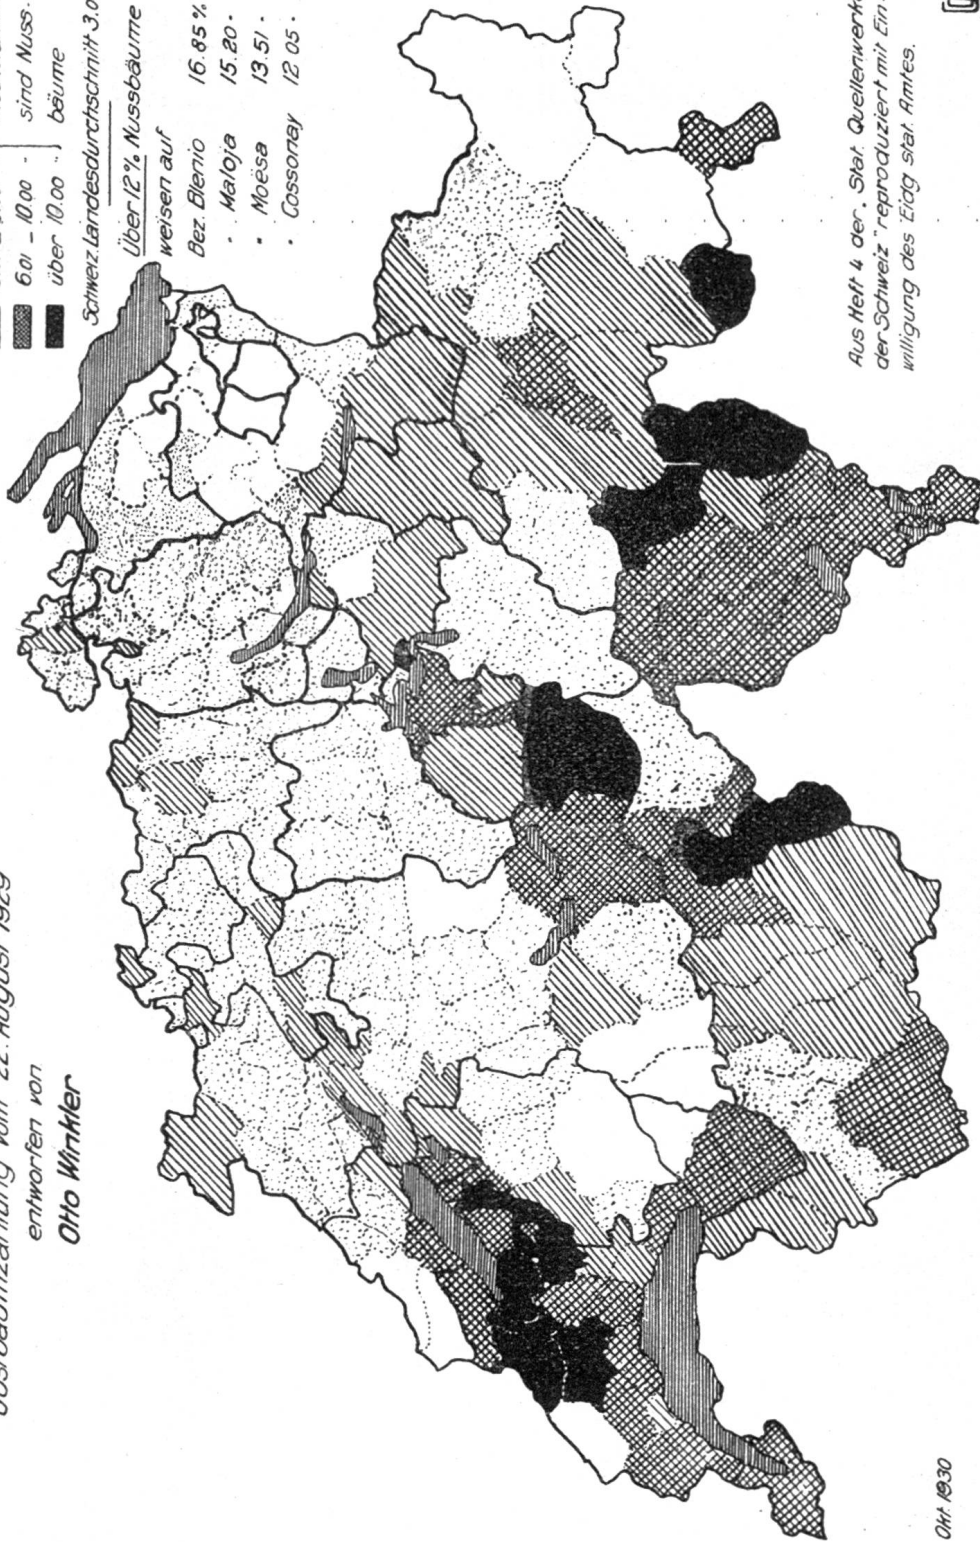 Obstbaumzählung vom 22. August 1929
entworfen von
Otto Winkler
6.01 - 10.00 - sind Nuss-
über 10.00 - bäume
Schweiz. Landesdurchschnitt 3.0
Über 12% Nussbäume
weisen auf
Bez. Blenio 16.85 %
" Maloja 15.20 "
" Moësa 13.51 "
" Cossonay 12.05 "
Aus Heft 4 der „Stat. Quellenwerke
der Schweiz" reproduziert mit Ein-
willigung des Eidg. stat. Amtes.
Okt. 1930